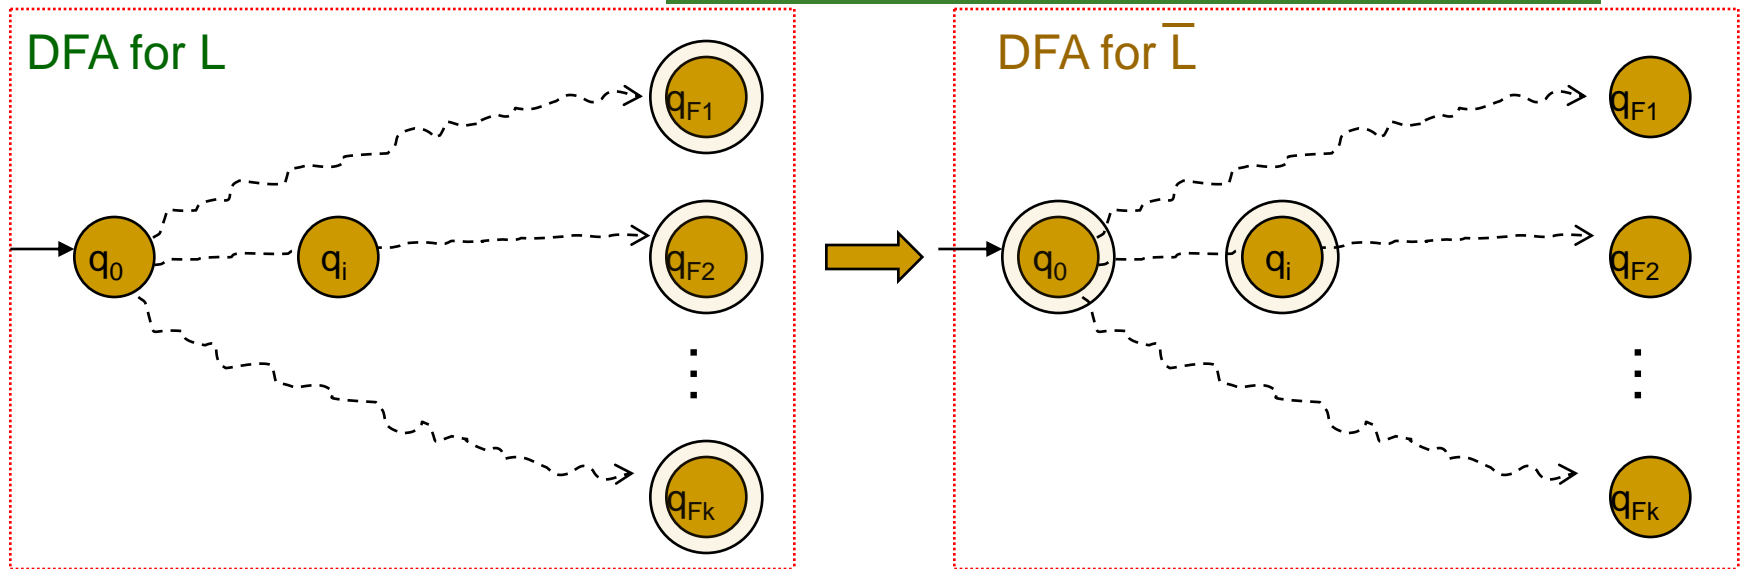 DFA for L
q0
qi
qF1
qF2
⋮
qFk
DFA for L̅
q0
qi
qF1
qF2
⋮
qFk